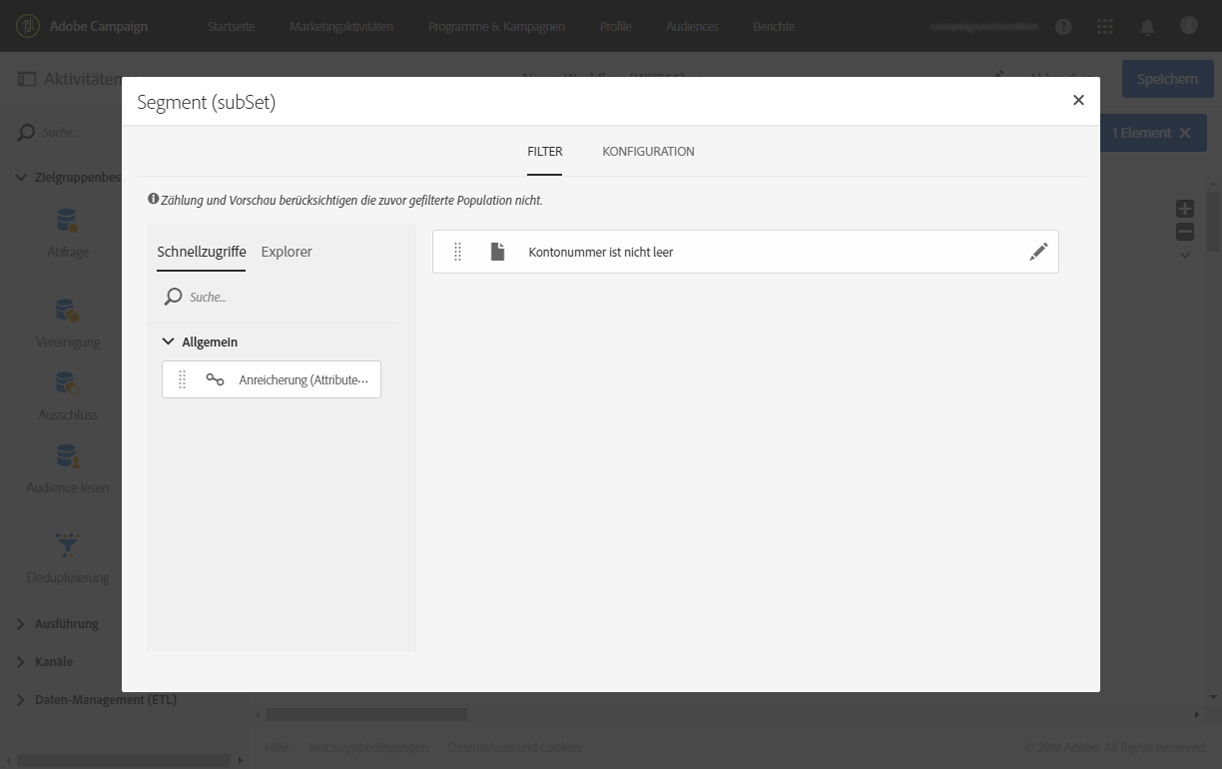 Adobe Campaign
Startseite
Marketingaktivitäten
Programme & Kampagnen
Profile
Audiences
Berichte
Aktivitäten
Speichern
Suche...
1 Element
Segment (subSet)
FILTER
KONFIGURATION
Zählung und Vorschau berücksichtigen die zuvor gefilterte Population nicht.
Schnellzugriffe
Explorer
Suche...
Allgemein
Anreicherung (Attribute...
Kontonummer ist nicht leer
Zielgruppenbes
Abfrage
Vereinigung
Ausschluss
Audience lesen
Deduplizierung
Ausführung
Kanäle
Daten-Management (ETL)
Hilfe
Nutzungsbedingungen
Datenschutz und Cookies
© 2019 Adobe. All Rights Reserved.